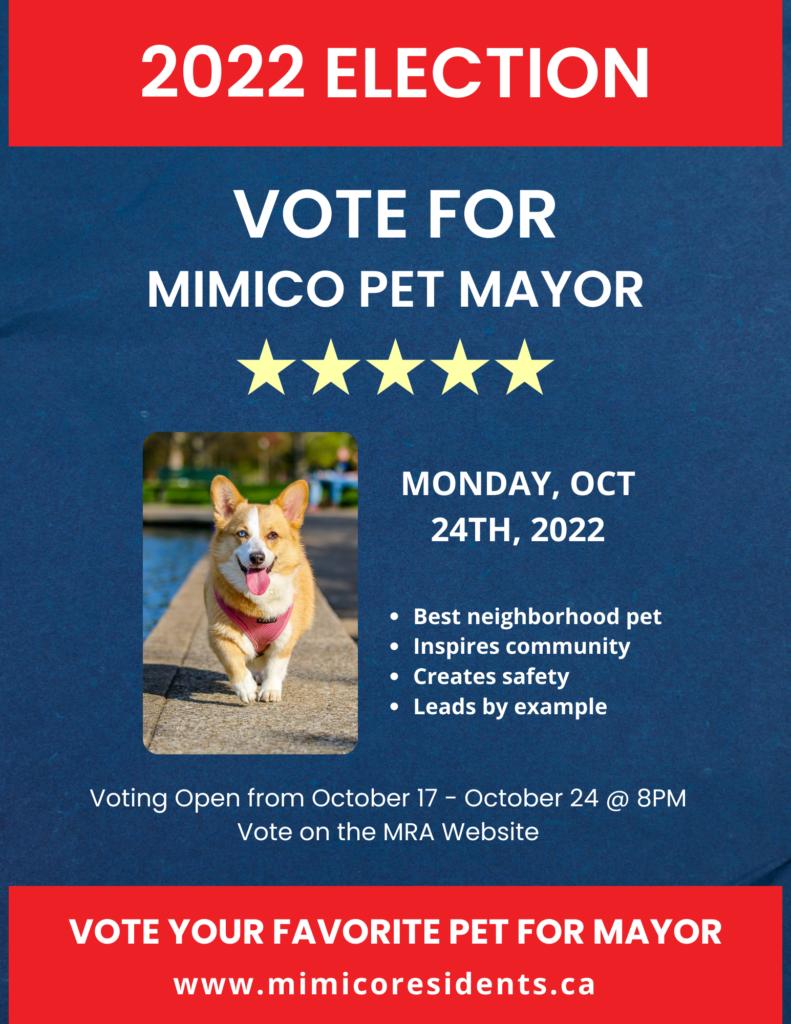 2022 ELECTION
VOTE FOR
MIMICO PET MAYOR
MONDAY, OCT
24TH, 2022
• Best neighborhood pet
• Inspires community
• Creates safety
• Leads by example
Voting Open from October 17 - October 24 @ 8PM
Vote on the MRA Website
VOTE YOUR FAVORITE PET FOR MAYOR
www.mimicoresidents.ca